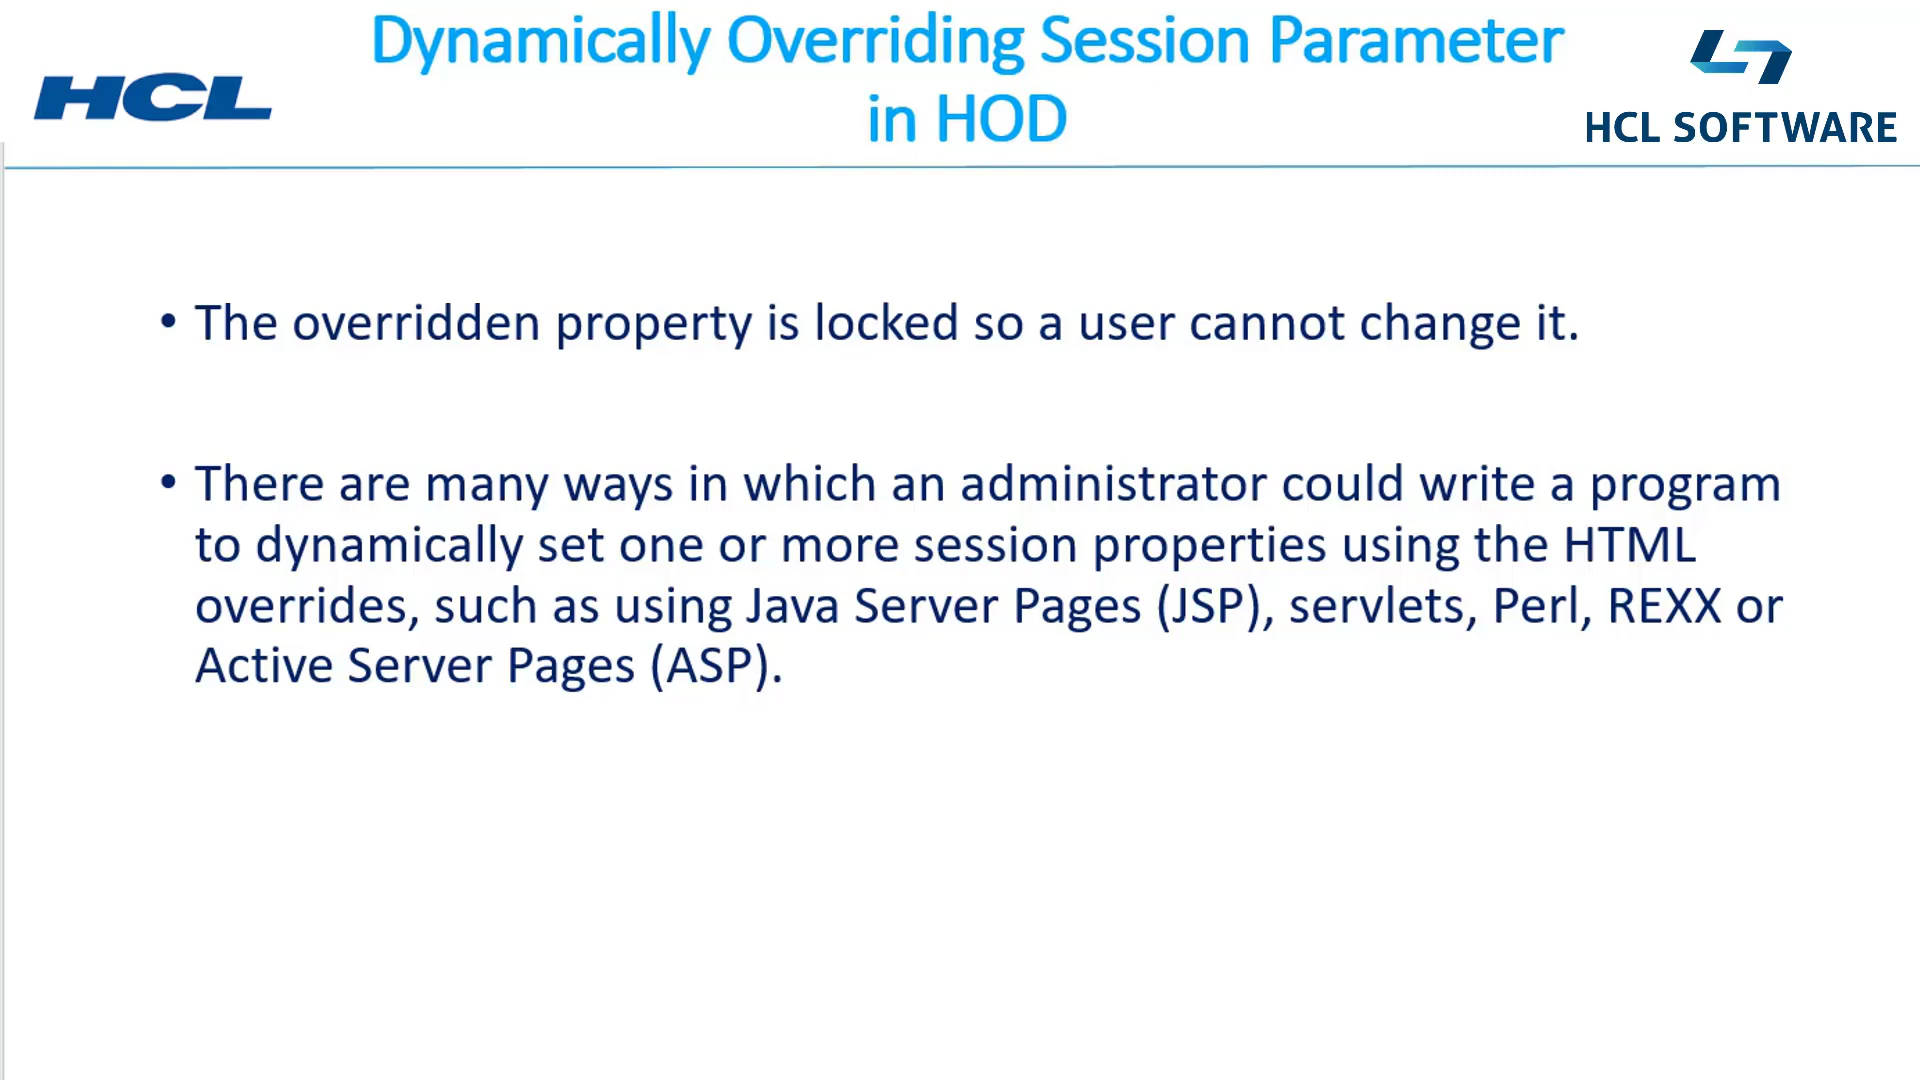 Dynamically Overriding Session Parameter
in HOD
HCL
HCL SOFTWARE
• The overridden property is locked so a user cannot change it.
• There are many ways in which an administrator could write a program
to dynamically set one or more session properties using the HTML
overrides, such as using Java Server Pages (JSP), servlets, Perl, REXX or
Active Server Pages (ASP).